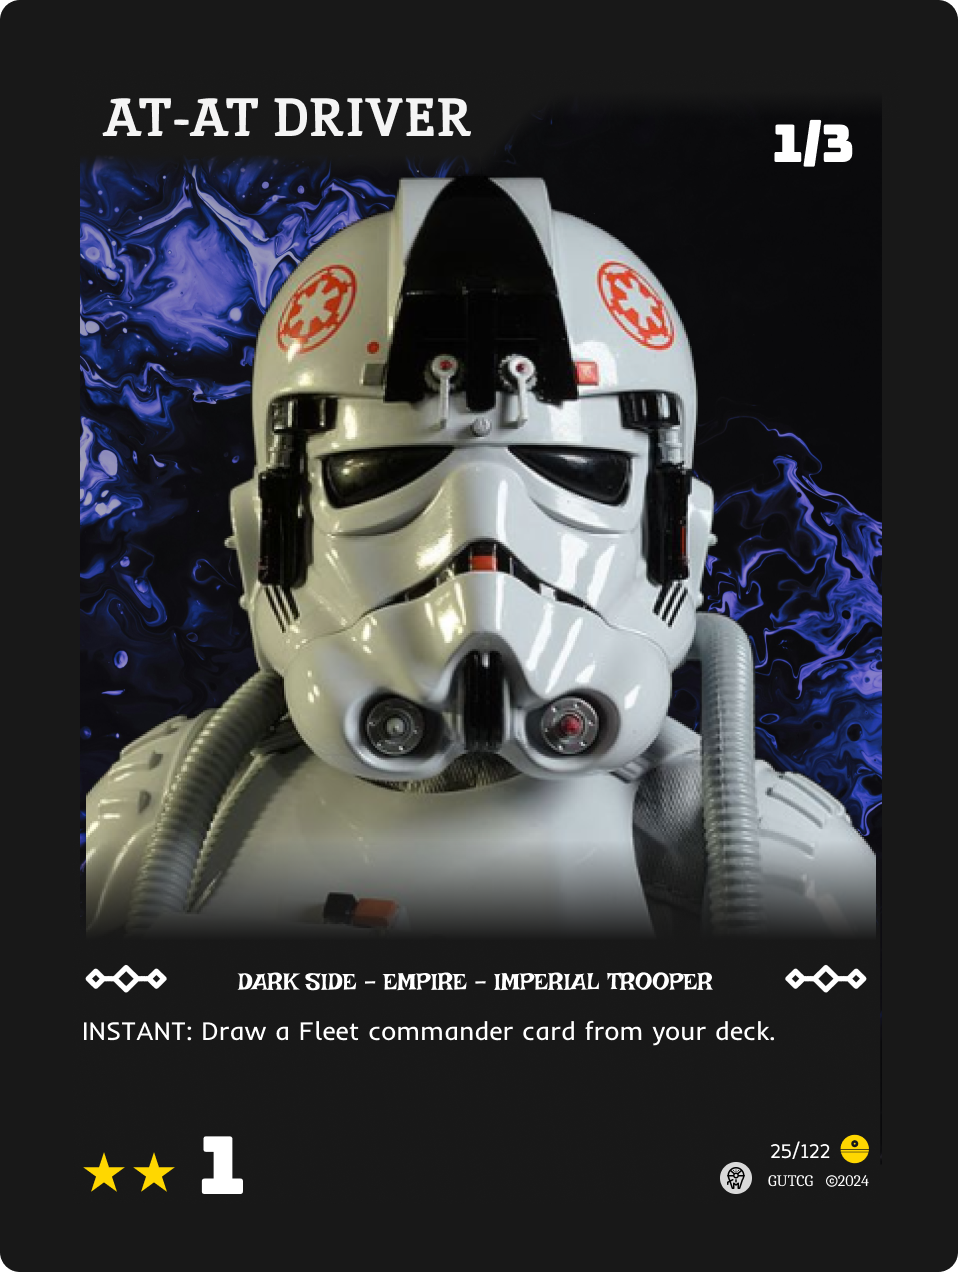 AT-AT DRIVER
1/3
DARK SIDE - EMPIRE - IMPERIAL TROOPER
INSTANT: Draw a Fleet commander card from your deck.
1
25/122
GUTCG ©2024